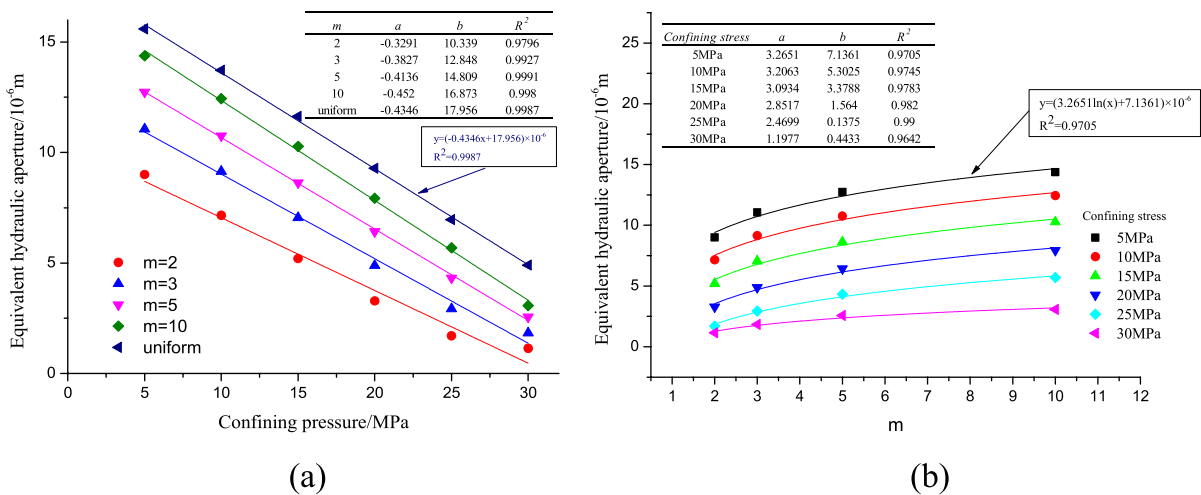 m a b R2
2 -0.3291 10.339 0.9796
3 -0.3827 12.848 0.9927
5 -0.4136 14.809 0.9991
10 -0.452 16.873 0.998
uniform -0.4346 17.956 0.9987
y=(-0.4346x+17.956)×10-6
R2=0.9987
Equivalent hydraulic aperture/10-6m
15
10
5
0
m=2
m=3
m=5
m=10
uniform
0 5 10 15 20 25 30
Confining pressure/MPa
(a)
Confining stress a b R2
5MPa 3.2651 7.1361 0.9705
10MPa 3.2063 5.3025 0.9745
15MPa 3.0934 3.3788 0.9783
20MPa 2.8517 1.564 0.982
25MPa 2.4699 0.1375 0.99
30MPa 1.1977 0.4433 0.9642
y=(3.2651ln(x)+7.1361)×10-6
R2=0.9705
Equivalent hydraulic aperture/10-6m
25
20
15
10
5
0
Confining stress
5MPa
10MPa
15MPa
20MPa
25MPa
30MPa
1 2 3 4 5 6 7 8 9 10 11 12
m
(b)